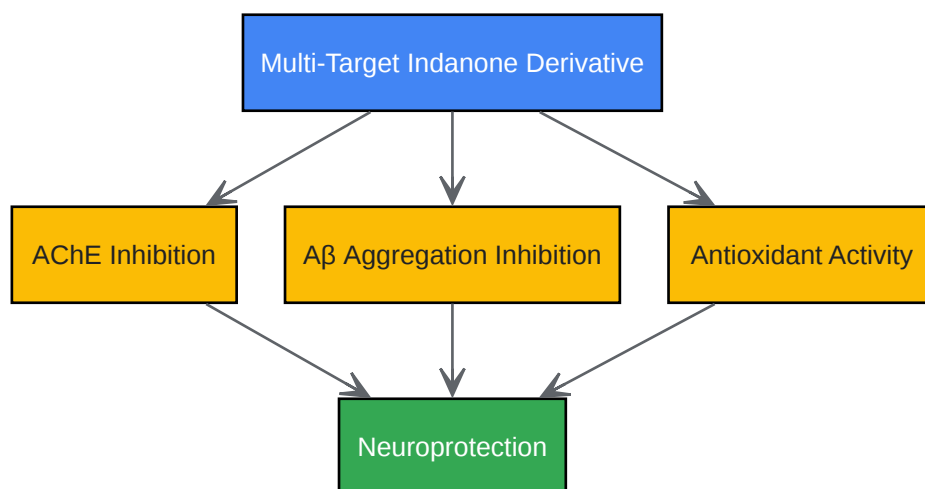 Multi-Target Indanone Derivative
AChE Inhibition
Aβ Aggregation Inhibition
Antioxidant Activity
Neuroprotection